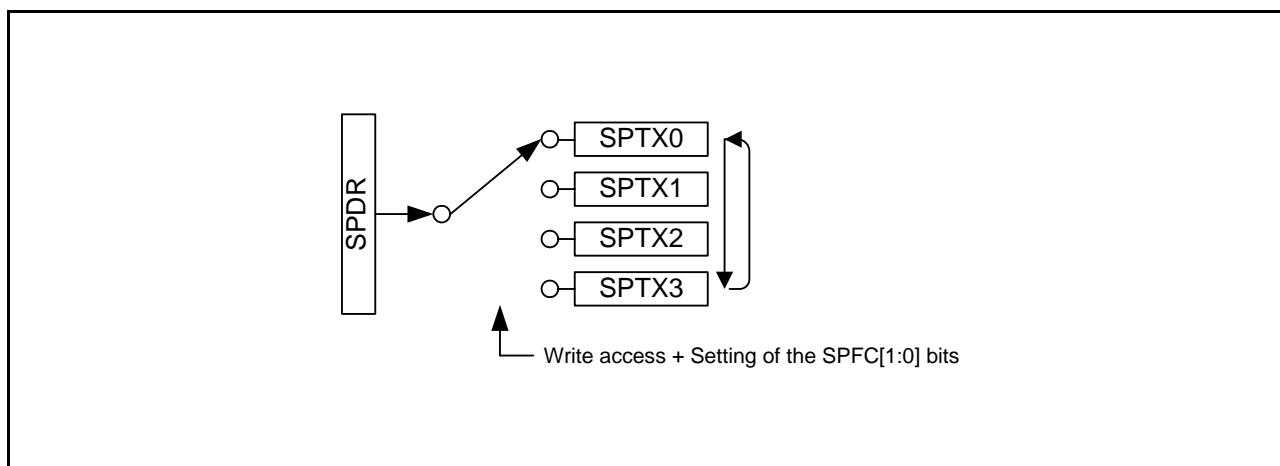 SPDR
SPTX0
SPTX1
SPTX2
SPTX3
Write access + Setting of the SPFC[1:0] bits